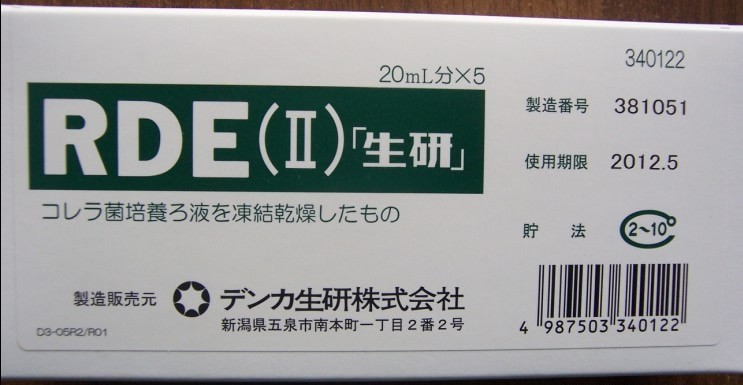 340122
20mL分×5
RDE(Ⅱ)「生研」
製造番号 381051
使用期限 2012.5
コレラ菌培養ろ液を凍結乾燥したもの
貯 法 2~10°
製造販売元 デンカ生研株式会社
新潟県五泉市南本町一丁目2番2号
D3-05R2/R01
4 987503 340122